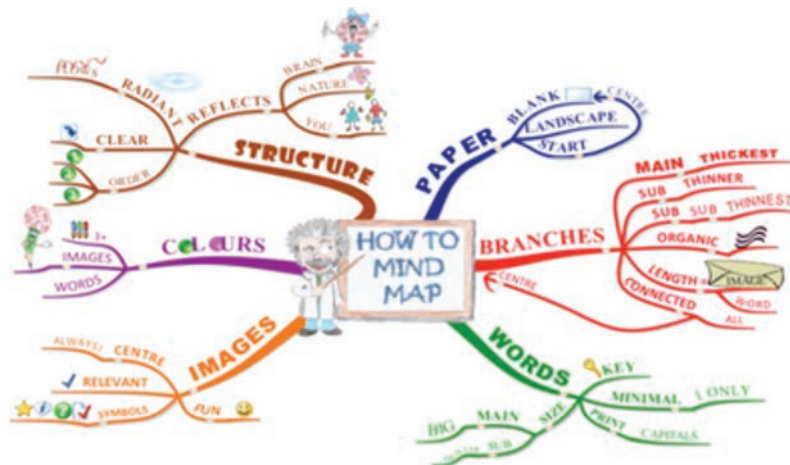 HOW TO
MIND
MAP
PAPER
BLANK
CENTRE
LANDSCAPE
START
BRANCHES
MAIN THICKEST
SUB THINNER
SUB SUB THINNEST
ORGANIC
LENGTH =
IMAGE
WORD
CONNECTED
ALL
CENTRE
WORDS
KEY
MINIMAL 1 ONLY
PRINT CAPITALS
SIZE
MAIN BIG
SUB
IMAGES
CENTRE ALWAYS!
RELEVANT
SYMBOLS
FUN
COLOURS
3+
IMAGES
WORDS
STRUCTURE
RADIANT
REFLECTS
BRAIN
NATURE
YOU
CLEAR
ORDER